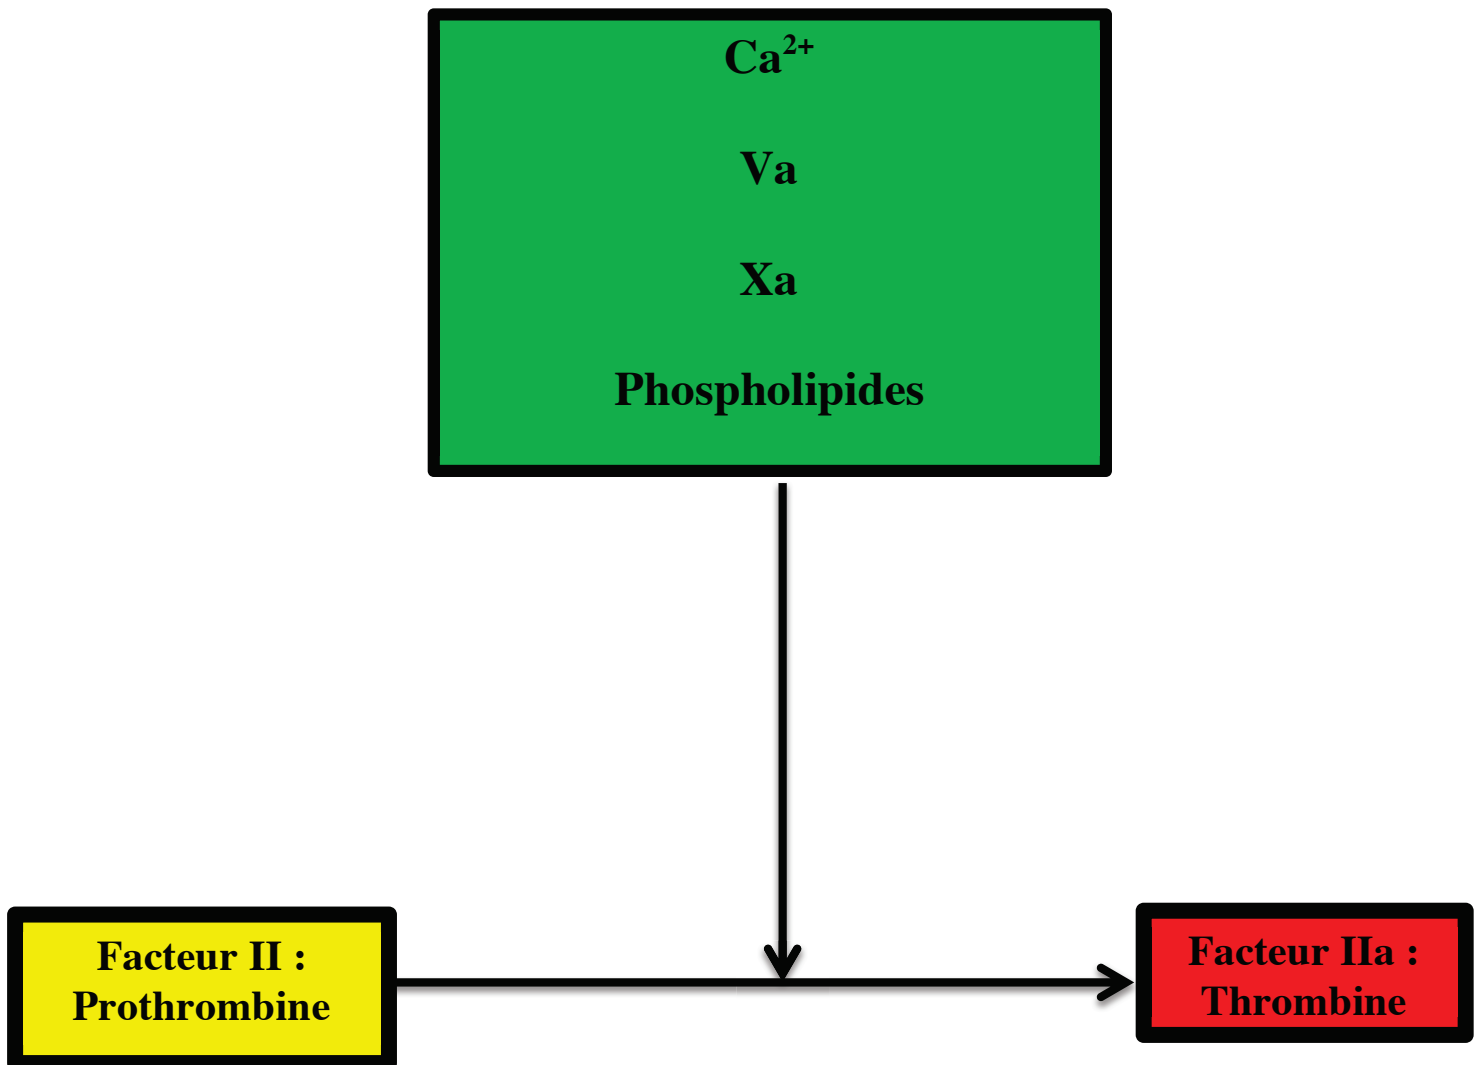 Ca²⁺
Va
Xa
Phospholipides
Facteur II :
Prothrombine
Facteur IIa :
Thrombine